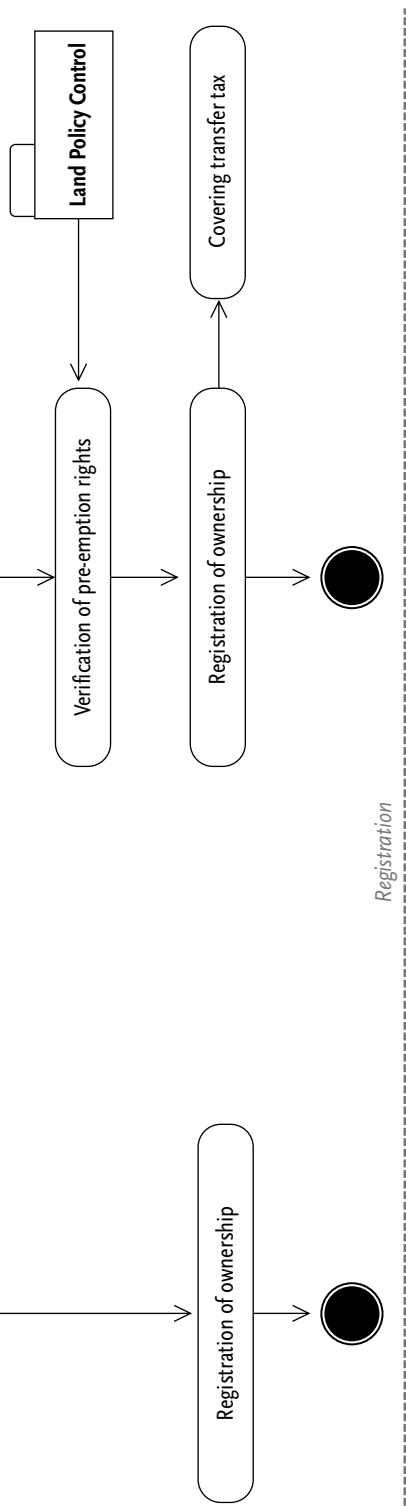 Land Policy Control
Verification of pre-emption rights
Covering transfer tax
Registration of ownership
Registration of ownership
Registration